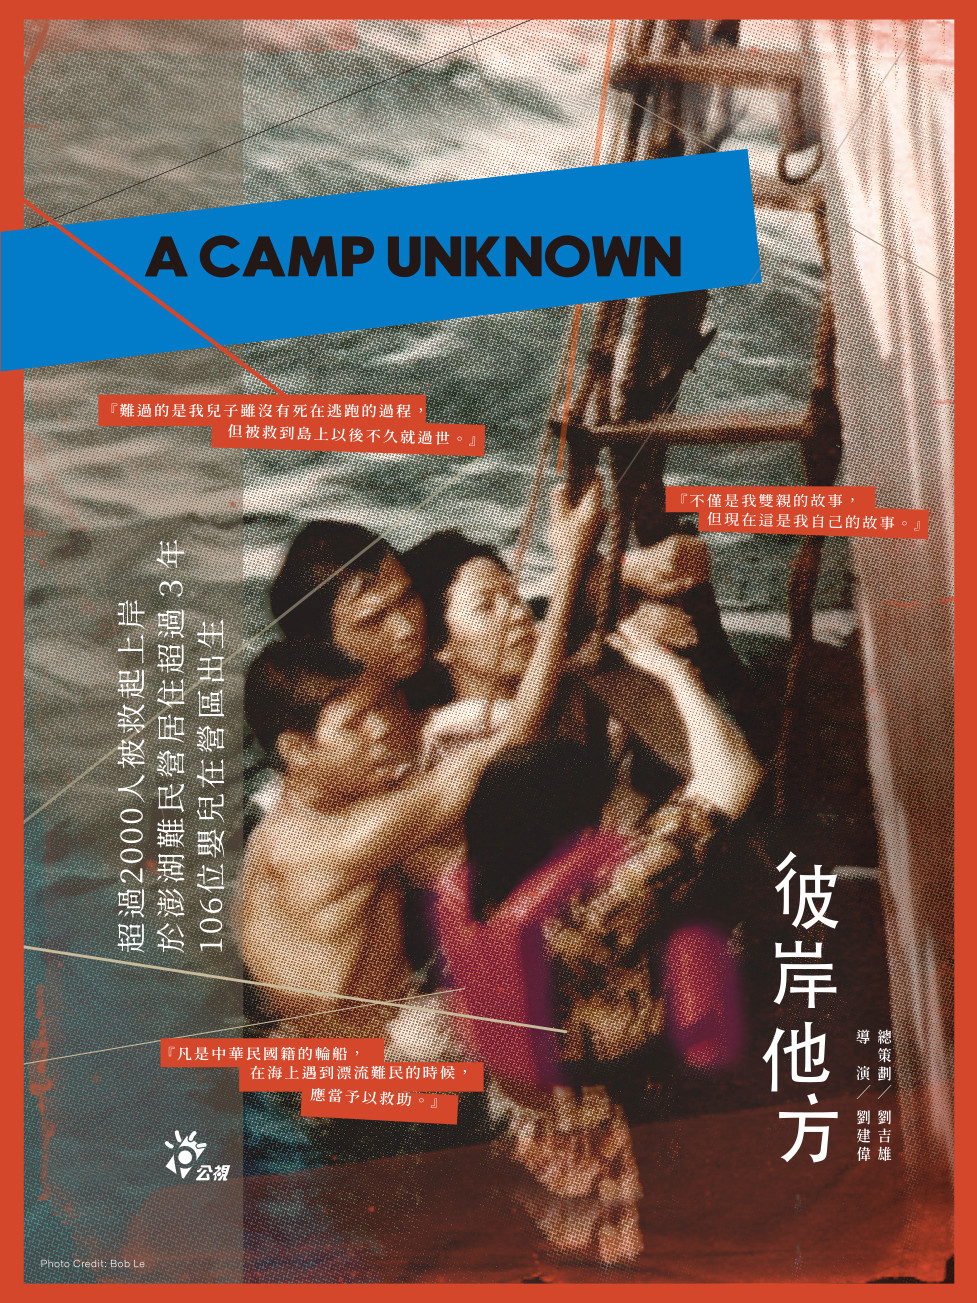 A CAMP UNKNOWN
『難過的是我兒子雖沒有死在逃跑的過程，
但被救到島上以後不久就過世。』
『不僅是我雙親的故事，
但現在這是我自己的故事。』
超過2000人被救起上岸
於澎湖難民營居住超過 3 年
106位嬰兒在營區出生
彼岸他方
總策劃／劉吉雄
導 演／劉建偉
『凡是中華民國籍的輪船，
在海上遇到漂流難民的時候，
應當予以救助。』
公視
Photo Credit: Bob Le